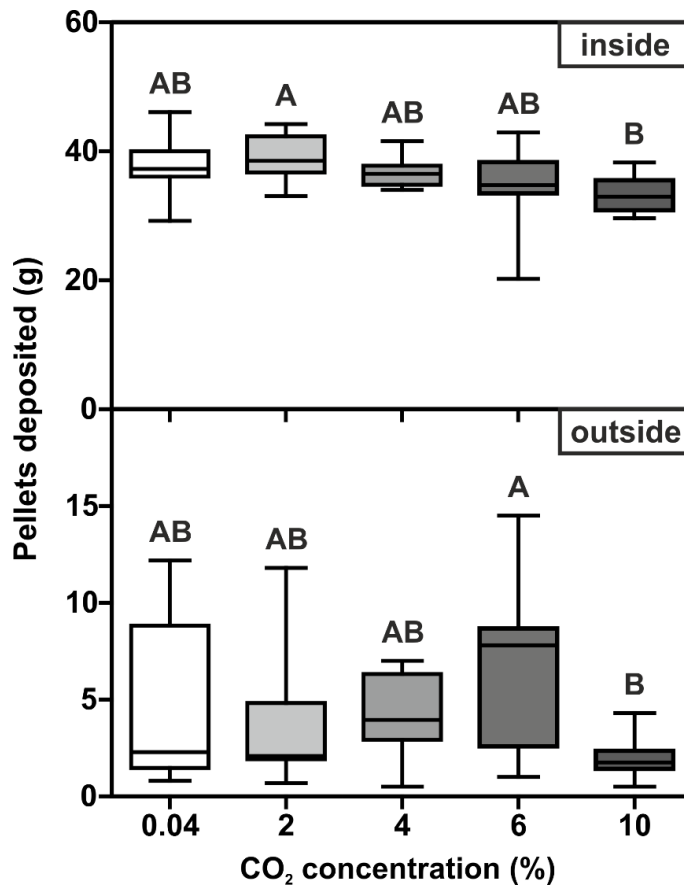 60
inside
AB
A
AB
AB
B
40
20
0
outside
Pellets deposited (g)
A
15
AB
AB
AB
10
B
5
0
0.04 2 4 6 10
CO₂ concentration (%)